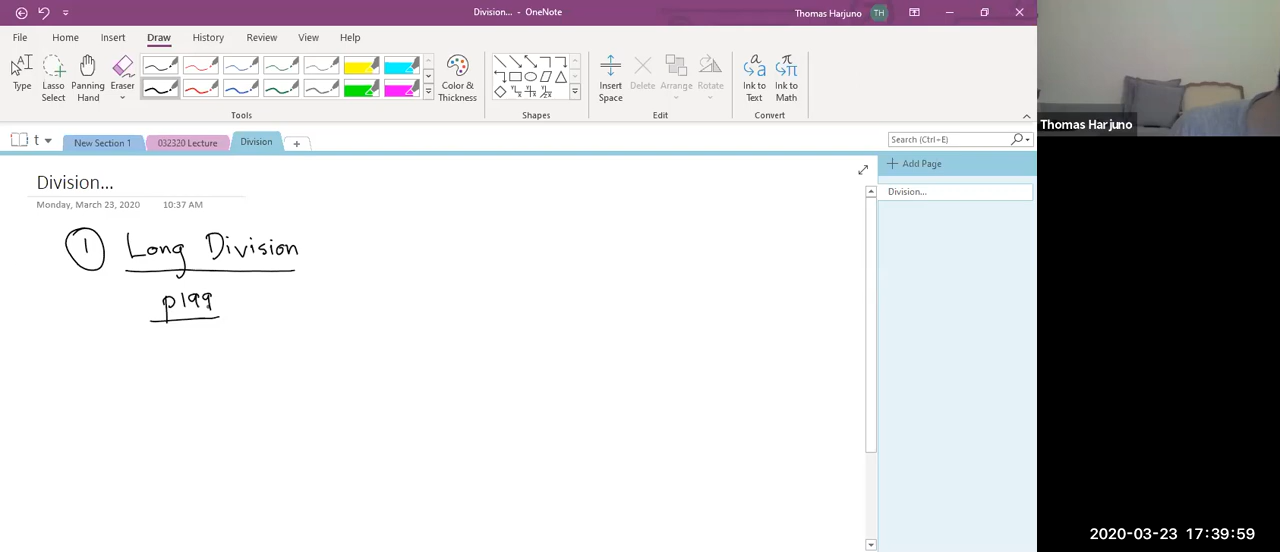 Division... - OneNote
Thomas Harjuno TH
File Home Insert Draw History Review View Help
Type
Lasso Select
Panning Hand
Eraser
Color & Thickness
Insert Space
Delete
Arrange
Rotate
Ink to Text
Ink to Math
Tools Shapes Edit Convert
Thomas Harjuno
t New Section 1 032320 Lecture Division
Search (Ctrl+E)
Add Page
Division...
Division...
Monday, March 23, 2020 10:37 AM
1 Long Division
p199
2020-03-23 17:39:59